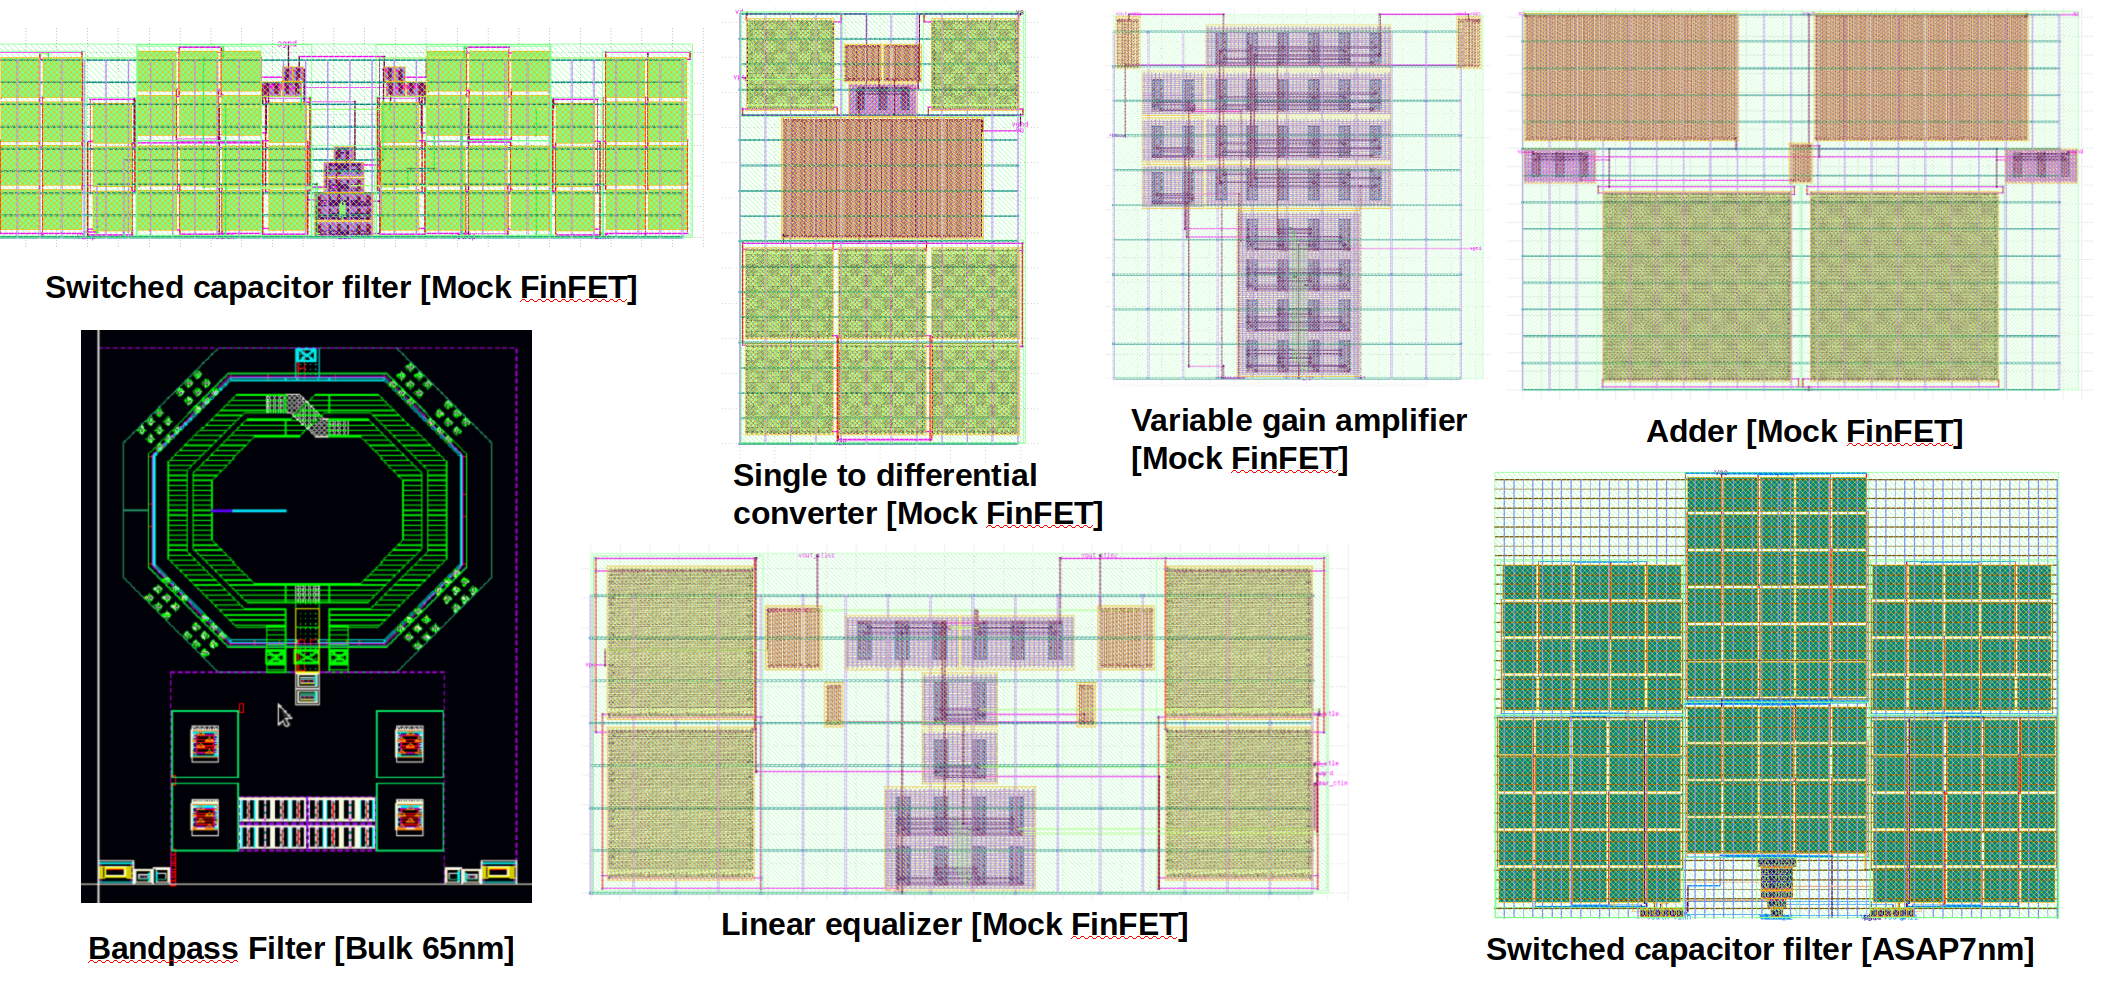 Switched capacitor filter [Mock FinFET]
Single to differential
converter [Mock FinFET]
Variable gain amplifier
[Mock FinFET]
Adder [Mock FinFET]
Bandpass Filter [Bulk 65nm]
Linear equalizer [Mock FinFET]
Switched capacitor filter [ASAP7nm]